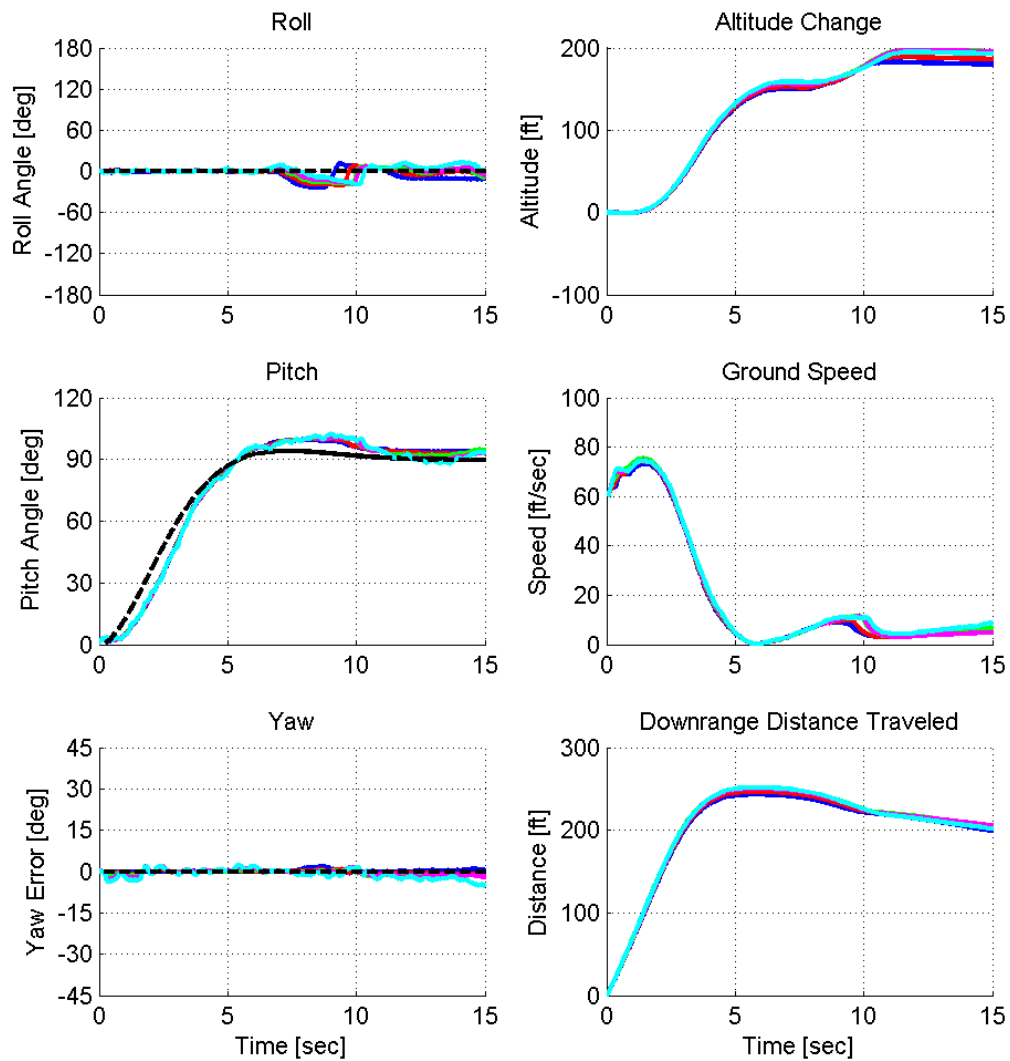 Roll
Roll Angle [deg]
180
120
60
0
-60
-120
-180
0 5 10 15
Altitude Change
Altitude [ft]
200
100
0
-100
0 5 10 15
Pitch
Pitch Angle [deg]
120
90
60
30
0
0 5 10 15
Ground Speed
Speed [ft/sec]
100
80
60
40
20
0
0 5 10 15
Yaw
Yaw Error [deg]
45
30
15
0
-15
-30
-45
0 5 10 15
Time [sec]
Downrange Distance Traveled
Distance [ft]
300
200
100
0
0 5 10 15
Time [sec]